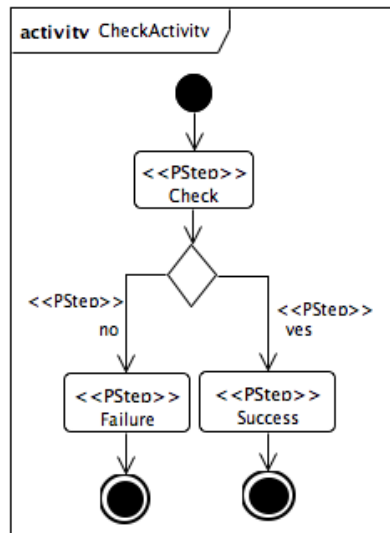 activity CheckActivity
<<PStep>>
Check
<<PStep>>
no
<<PStep>>
yes
<<PStep>>
Failure
<<PStep>>
Success